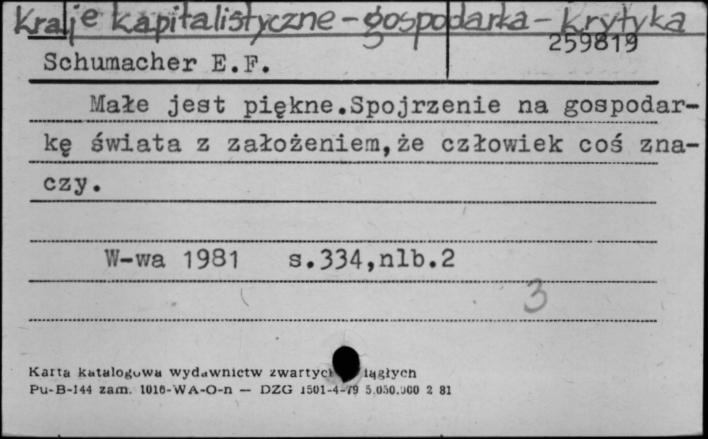 Kraje kapitalistyczne - gospodarka - krytyka
259819
Schumacher E.F.
Małe jest piękne.Spojrzenie na gospodar-
kę świata z założeniem,że człowiek coś zna-
czy.
W-wa 1981 s.334,nlb.2
3
Karta katalogowa wydawnictw zwartych ciągłych
Pu-B-144 zam. 1016-WA-O-n — DZG 1501-4-79 5.050.000 2 81